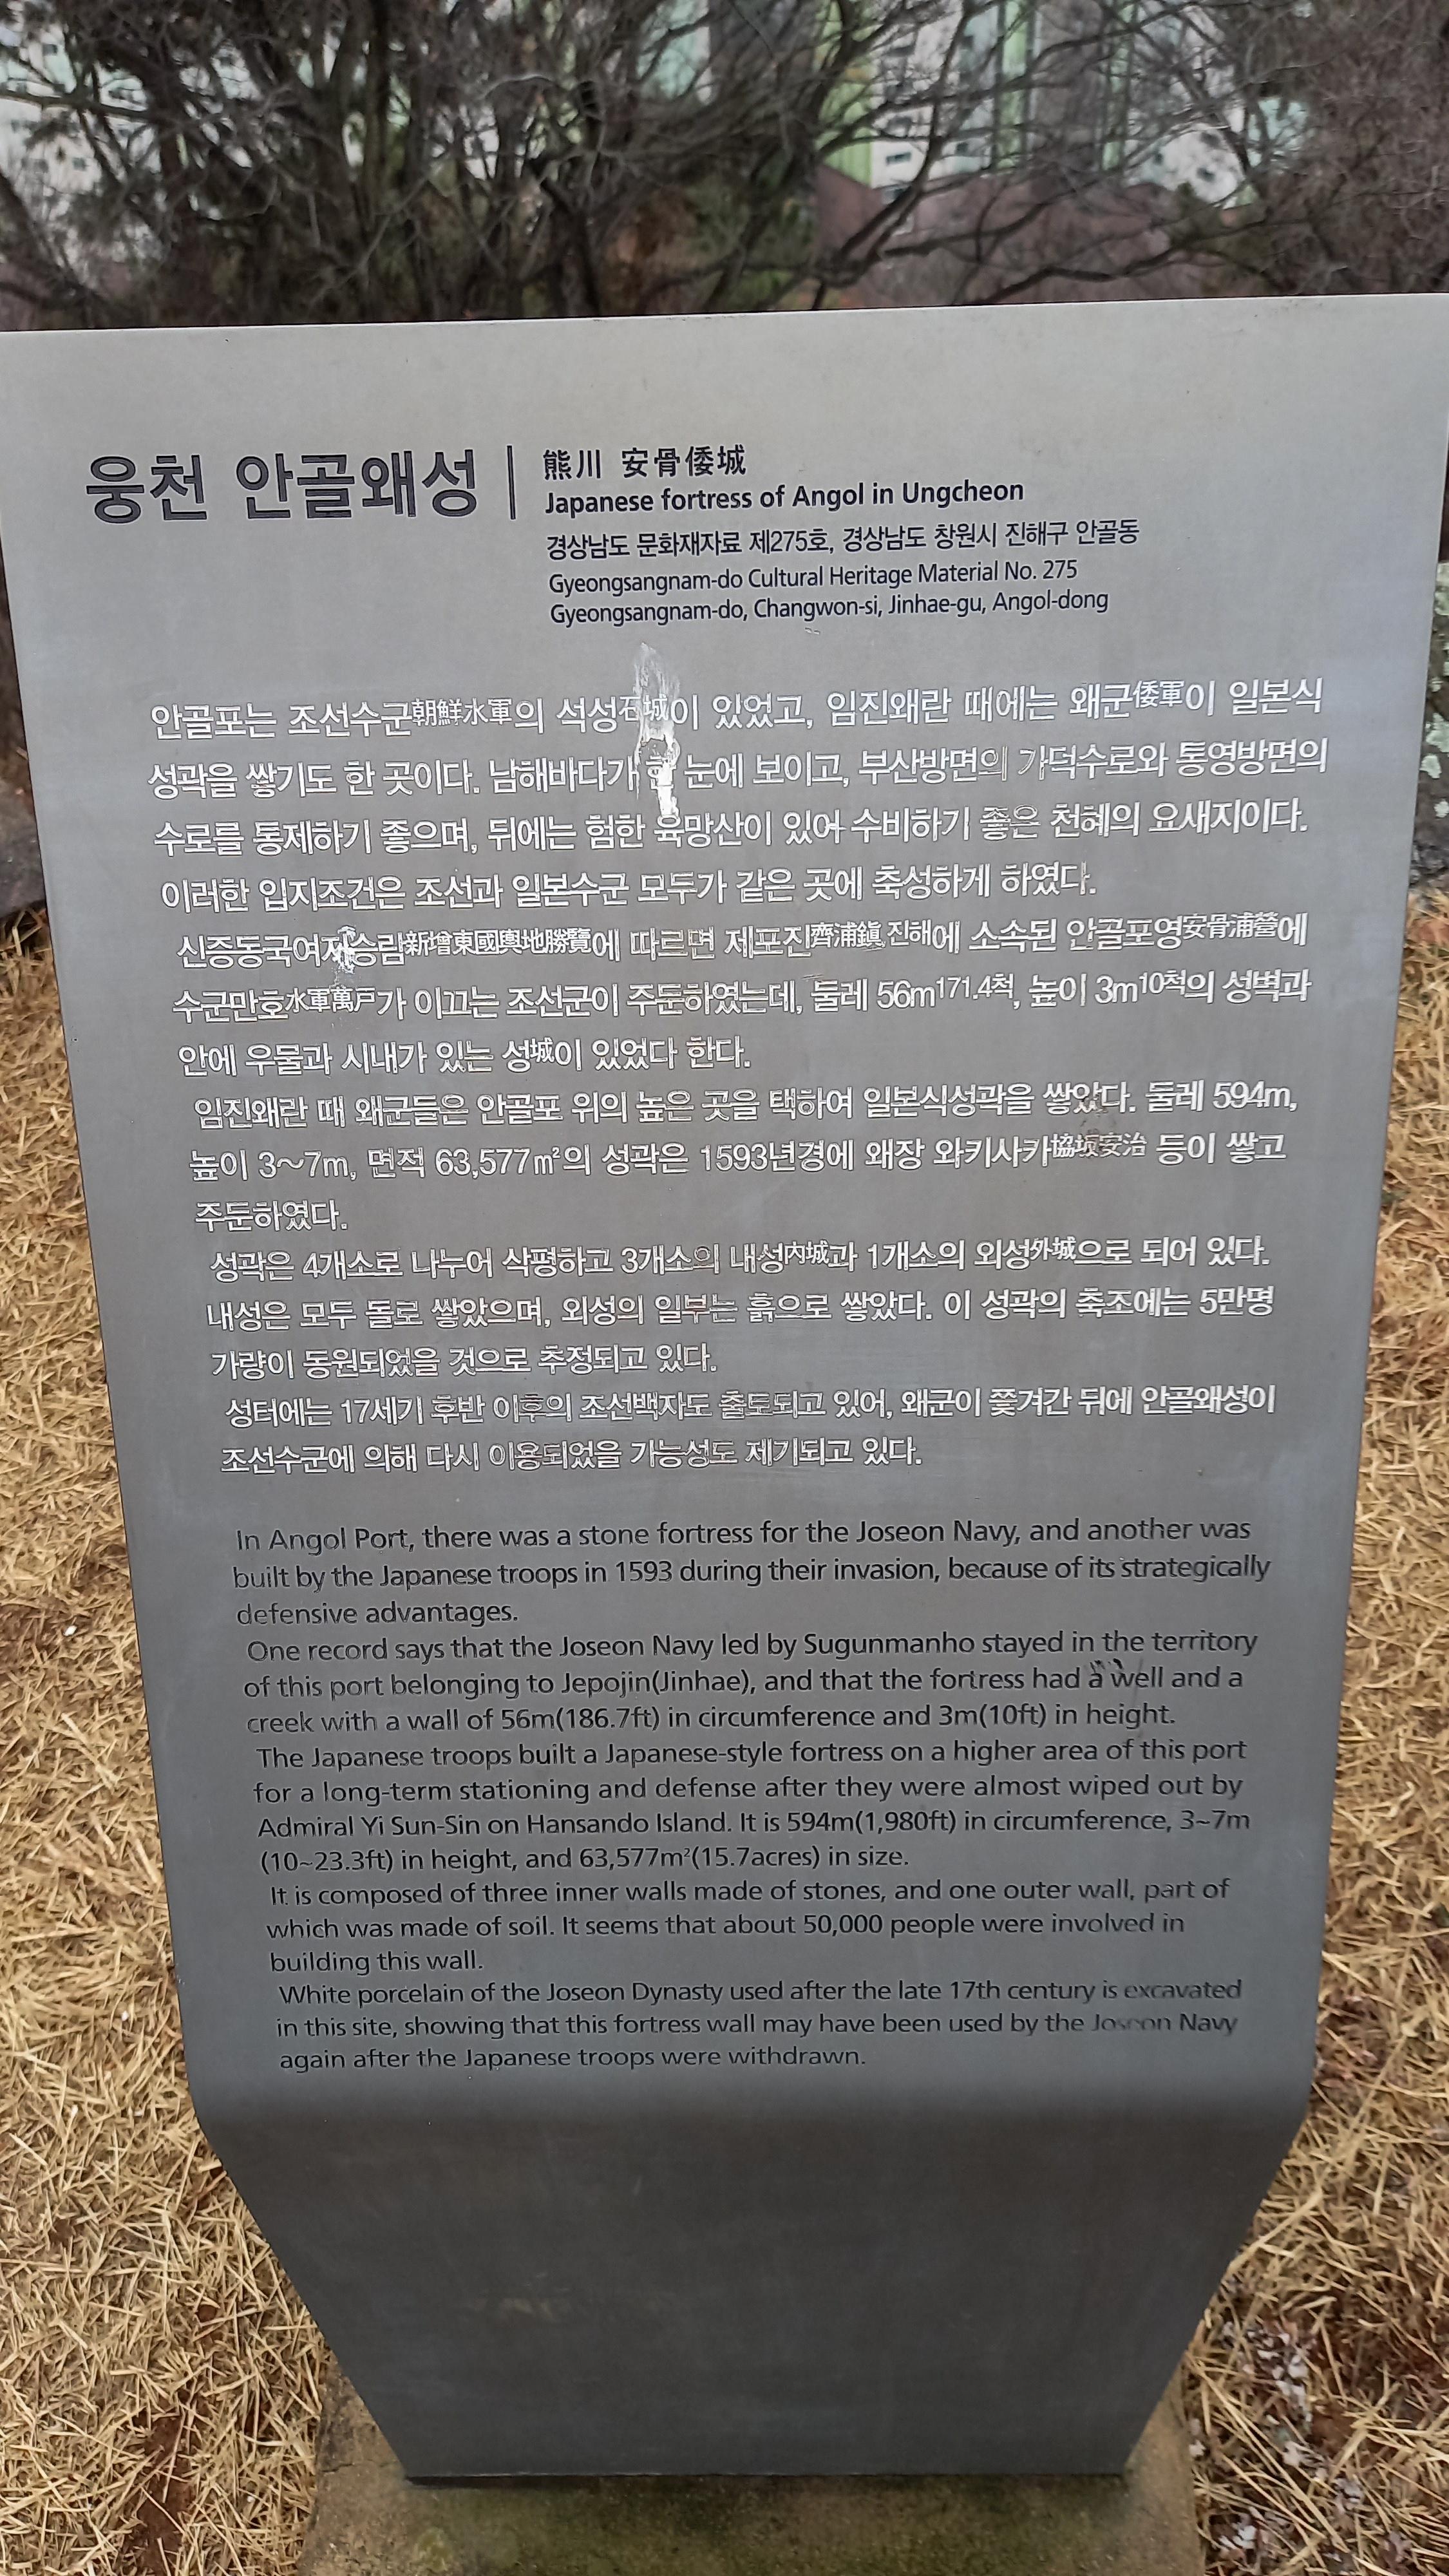 웅천 안골왜성
熊川 安骨倭城
Japanese fortress of Angol in Ungcheon
경상남도 문화재자료 제275호, 경상남도 창원시 진해구 안골동
Gyeongsangnam-do Cultural Heritage Material No. 275
Gyeongsangnam-do, Changwon-si, Jinhae-gu, Angol-dong
안골포는 조선수군朝鮮水軍의 석성石城이 있었고, 임진왜란 때에는 왜군倭軍이 일본식
성곽을 쌓기도 한 곳이다. 남해바다가 한 눈에 보이고, 부산방면의 가덕수로와 통영방면의
수로를 통제하기 좋으며, 뒤에는 험한 욕망산이 있어 수비하기 좋은 천혜의 요새지이다.
이러한 입지조건은 조선과 일본수군 모두가 같은 곳에 축성하게 하였다.
신증동국여지승람新增東國輿地勝覽에 따르면 제포진齊浦鎭,진해에 소속된 안골포영安骨浦營에
수군만호水軍萬戶가 이끄는 조선군이 주둔하였는데, 둘레 56m171.4척, 높이 3m10척의 성벽과
안에 우물과 시내가 있는 성城이 있었다 한다.
임진왜란 때 왜군들은 안골포 위의 높은 곳을 택하여 일본식성곽을 쌓았다. 둘레 594m,
높이 3~7m, 면적 63,577㎡의 성곽은 1593년경에 왜장 와키사카協坂安治 등이 쌓고
주둔하였다.
성곽은 4개소로 나누어 삭평하고 3개소의 내성內城과 1개소의 외성外城으로 되어 있다.
내성은 모두 돌로 쌓았으며, 외성의 일부는 흙으로 쌓았다. 이 성곽의 축조에는 5만명
가량이 동원되었을 것으로 추정되고 있다.
성터에는 17세기 후반 이후의 조선백자도 출토되고 있어, 왜군이 쫓겨간 뒤에 안골왜성이
조선수군에 의해 다시 이용되었을 가능성도 제기되고 있다.
In Angol Port, there was a stone fortress for the Joseon Navy, and another was
built by the Japanese troops in 1593 during their invasion, because of its strategically
defensive advantages.
One record says that the Joseon Navy led by Sugunmanho stayed in the territory
of this port belonging to Jepojin(Jinhae), and that the fortress had a well and a
creek with a wall of 56m(186.7ft) in circumference and 3m(10ft) in height.
The Japanese troops built a Japanese-style fortress on a higher area of this port
for a long-term stationing and defense after they were almost wiped out by
Admiral Yi Sun-Sin on Hansando Island. It is 594m(1,980ft) in circumference, 3~7m
(10~23.3ft) in height, and 63,577m²(15.7acres) in size.
It is composed of three inner walls made of stones, and one outer wall, part of
which was made of soil. It seems that about 50,000 people were involved in
building this wall.
White porcelain of the Joseon Dynasty used after the late 17th century is excavated
in this site, showing that this fortress wall may have been used by the Joseon Navy
again after the Japanese troops were withdrawn.